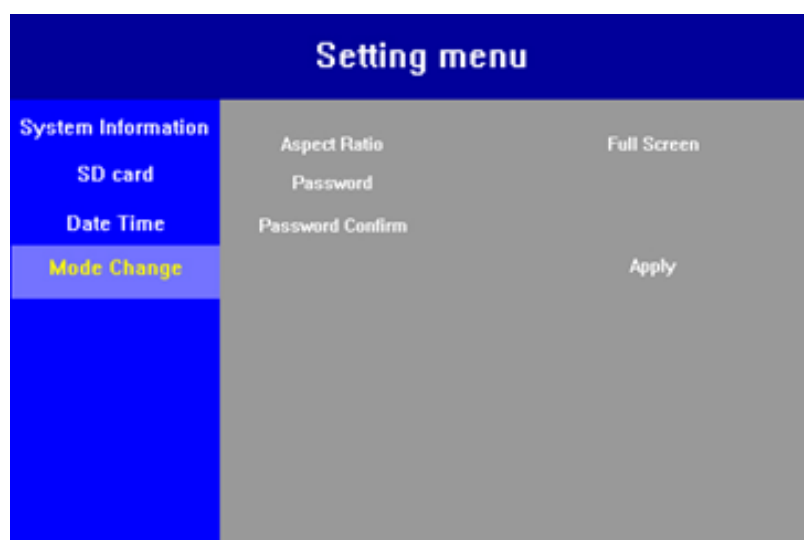 Setting menu
System Information
SD card
Date Time
Mode Change
Aspect Ratio Full Screen
Password
Password Confirm
Apply